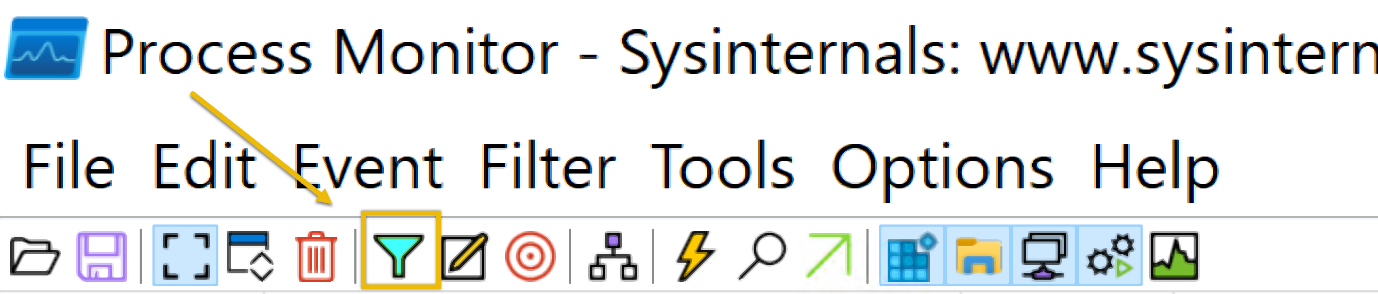 Process Monitor - Sysinternals: www.sysintern
File Edit Event Filter Tools Options Help